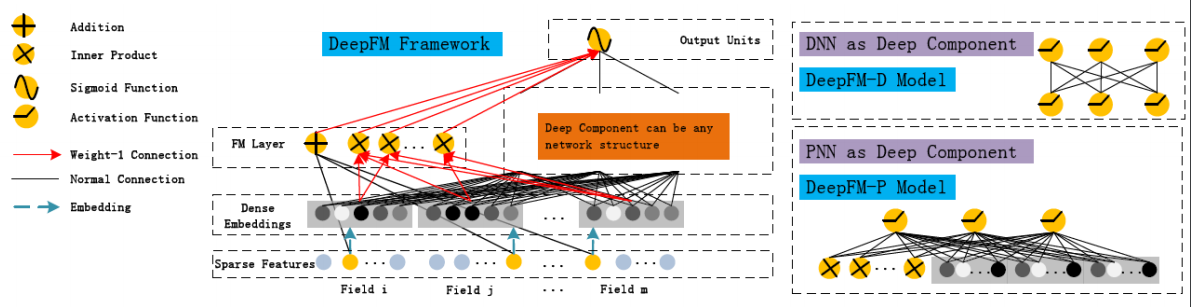 Addition
Inner Product
Sigmoid Function
Activation Function
Weight-1 Connection
Normal Connection
Embedding
DeepFM Framework
Output Units
Deep Component can be any
network structure
FM Layer
...
Dense
Embeddings
...
Sparse Features
...
...
...
Field i
Field j
...
Field m
DNN as Deep Component
DeepFM-D Model
PNN as Deep Component
DeepFM-P Model
...
...
...
...